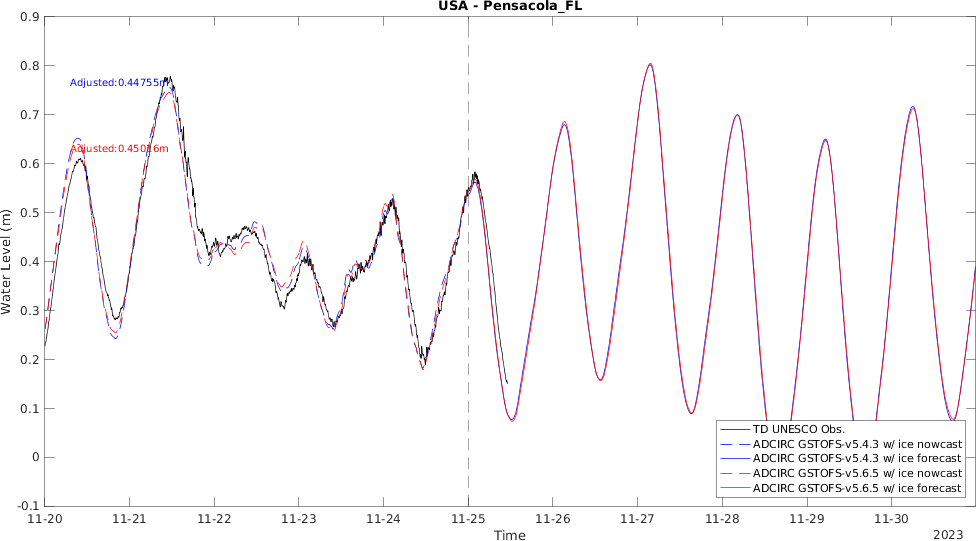 USA - Pensacola_FL
0.9
0.8
0.7
0.6
0.5
0.4
0.3
0.2
0.1
0
-0.1
Water Level (m)
Adjusted:0.44755m
Adjusted:0.45016m
TD UNESCO Obs.
ADCIRC GSTOFS-v5.4.3 w/ ice nowcast
ADCIRC GSTOFS-v5.4.3 w/ ice forecast
ADCIRC GSTOFS-v5.6.5 w/ ice nowcast
ADCIRC GSTOFS-v5.6.5 w/ ice forecast
11-20 11-21 11-22 11-23 11-24 11-25 11-26 11-27 11-28 11-29 11-30
Time
2023